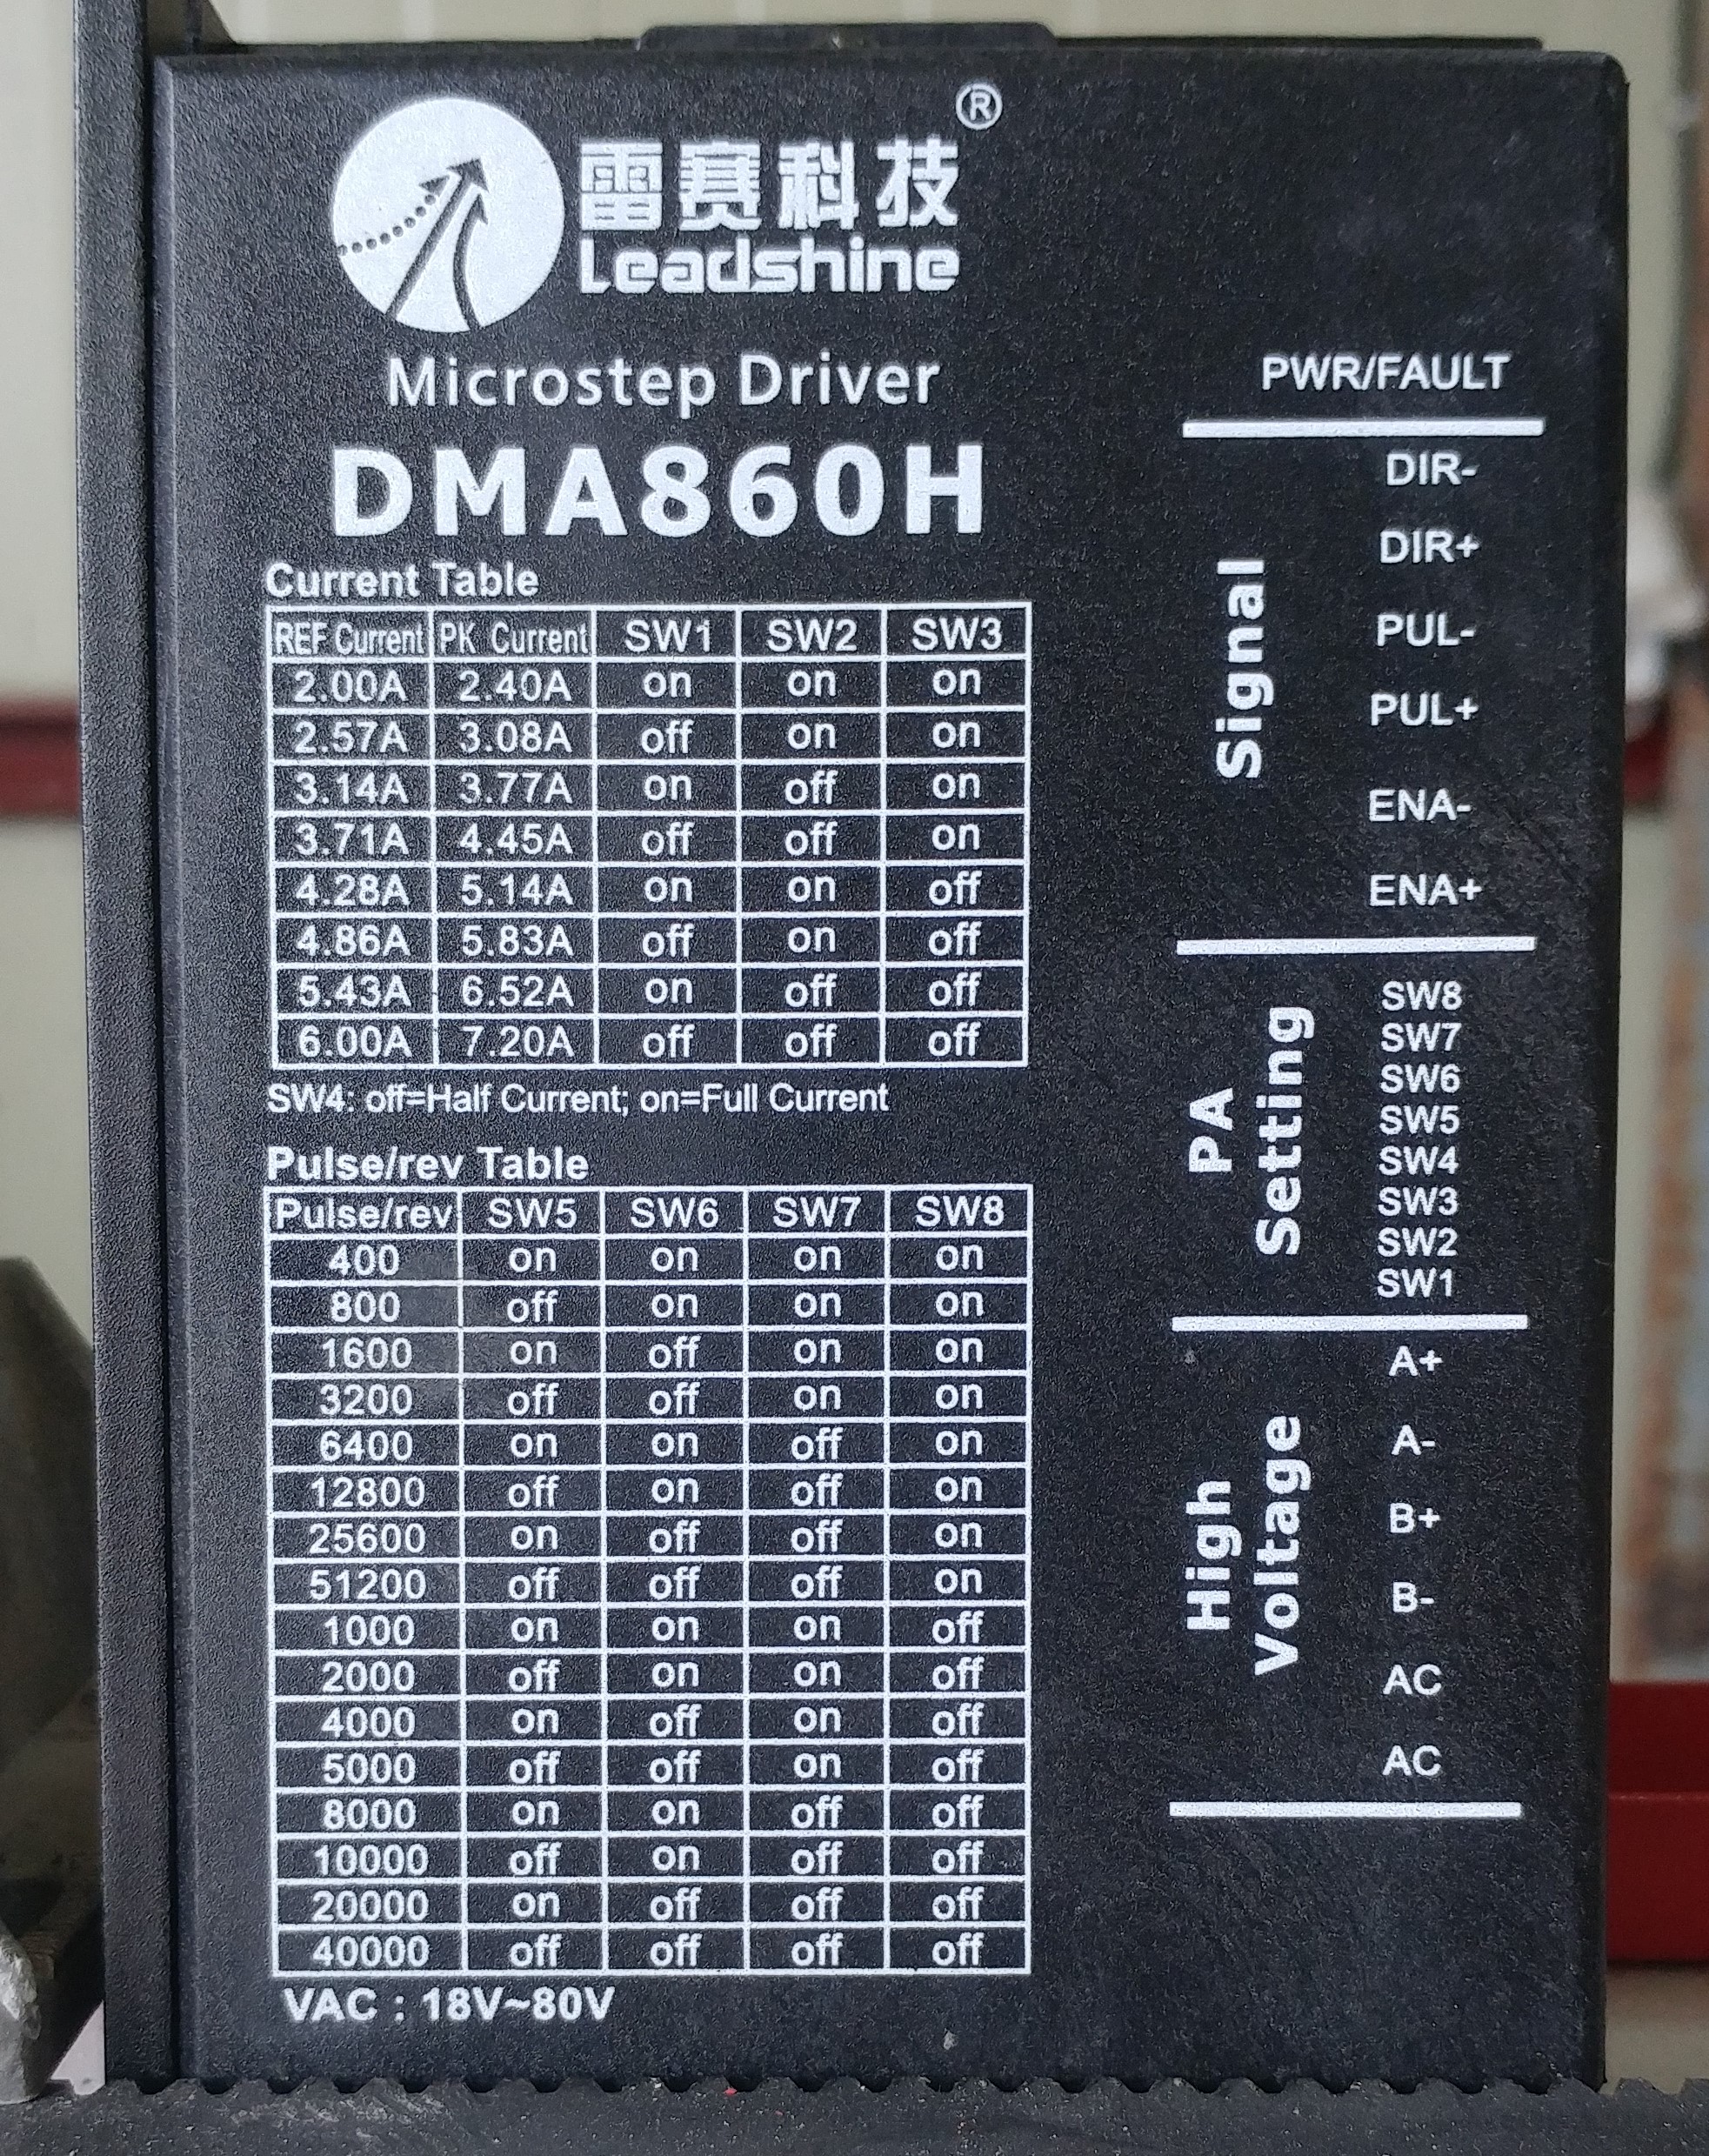 ®
雷赛科技
Leadshine
Microstep Driver
DMA860H
Current Table
REF Current PK Current SW1 SW2 SW3
2.00A 2.40A on on on
2.57A 3.08A off on on
3.14A 3.77A on off on
3.71A 4.45A off off on
4.28A 5.14A on on off
4.86A 5.83A off on off
5.43A 6.52A on off off
6.00A 7.20A off off off
SW4: off=Half Current; on=Full Current
Pulse/rev Table
Pulse/rev SW5 SW6 SW7 SW8
400 on on on on
800 off on on on
1600 on off on on
3200 off off on on
6400 on on off on
12800 off on off on
25600 on off off on
51200 off off off on
1000 on on on off
2000 off on on off
4000 on off on off
5000 off off on off
8000 on on off off
10000 off on off off
20000 on off off off
40000 off off off off
VAC : 18V~80V
PWR/FAULT
Signal
DIR-
DIR+
PUL-
PUL+
ENA-
ENA+
PA
Setting
SW8
SW7
SW6
SW5
SW4
SW3
SW2
SW1
High
Voltage
A+
A-
B+
B-
AC
AC